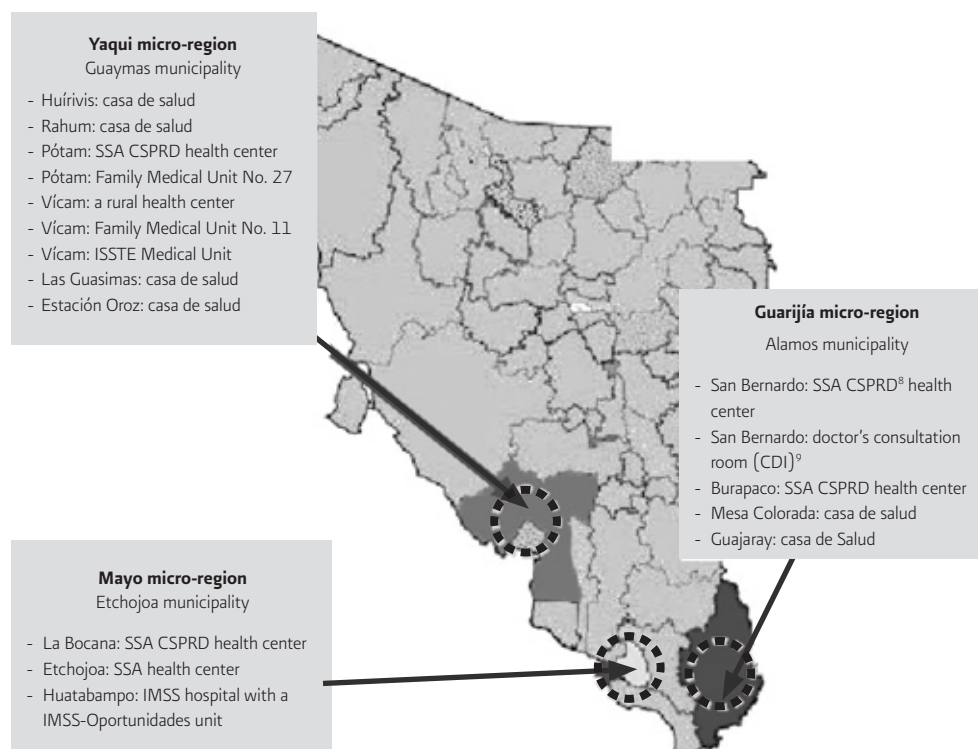 Yaqui micro-region
Guaymas municipality
- Huírivis: casa de salud
- Rahum: casa de salud
- Pótam: SSA CSPRD health center
- Pótam: Family Medical Unit No. 27
- Vícam: a rural health center
- Vícam: Family Medical Unit No. 11
- Vícam: ISSTE Medical Unit
- Las Guasimas: casa de salud
- Estación Oroz: casa de salud
Guarijía micro-region
Alamos municipality
- San Bernardo: SSA CSPRD⁸ health
center
- San Bernardo: doctor's consultation
room (CDI)⁹
- Burapaco: SSA CSPRD health center
- Mesa Colorada: casa de salud
- Guajaray: casa de Salud
Mayo micro-region
Etchojoa municipality
- La Bocana: SSA CSPRD health center
- Etchojoa: SSA health center
- Huatabampo: IMSS hospital with a
IMSS-Oportunidades unit